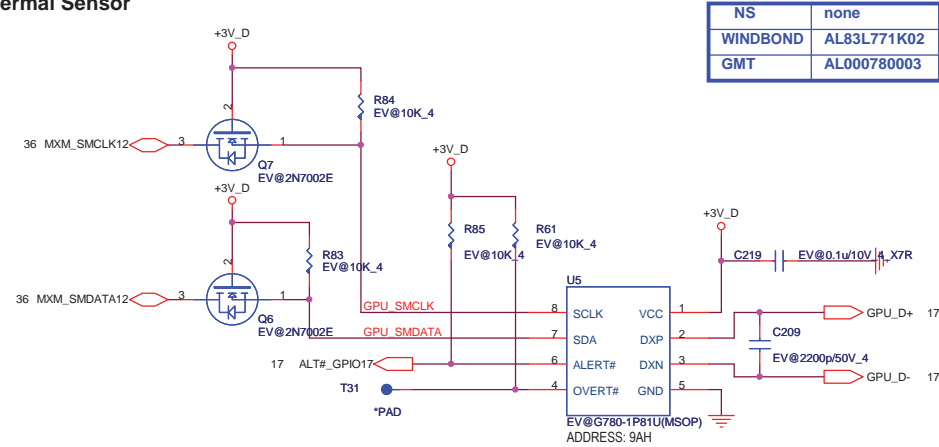 ermal Sensor
NS none
WINDBOND AL83L771K02
GMT AL000780003
+3V_D
R84
EV@10K_4
2
36 MXM_SMCLK12
3
1
Q7
EV@2N7002E
+3V_D
+3V_D
R83
EV@10K_4
R85
EV@10K_4
R61
EV@10K_4
+3V_D
C219
EV@0.1u/10V_4_X7R
2
36 MXM_SMDATA12
3
1
Q6
EV@2N7002E
GPU_SMCLK
GPU_SMDATA
U5
8 SCLK VCC 1
7 SDA DXP 2
6 ALERT# DXN 3
4 OVERT# GND 5
GPU_D+ 17
C209
EV@2200p/50V_4
GPU_D- 17
17 ALT#_GPIO17
T31
*PAD
EV@G780-1P81U(MSOP)
ADDRESS: 9AH